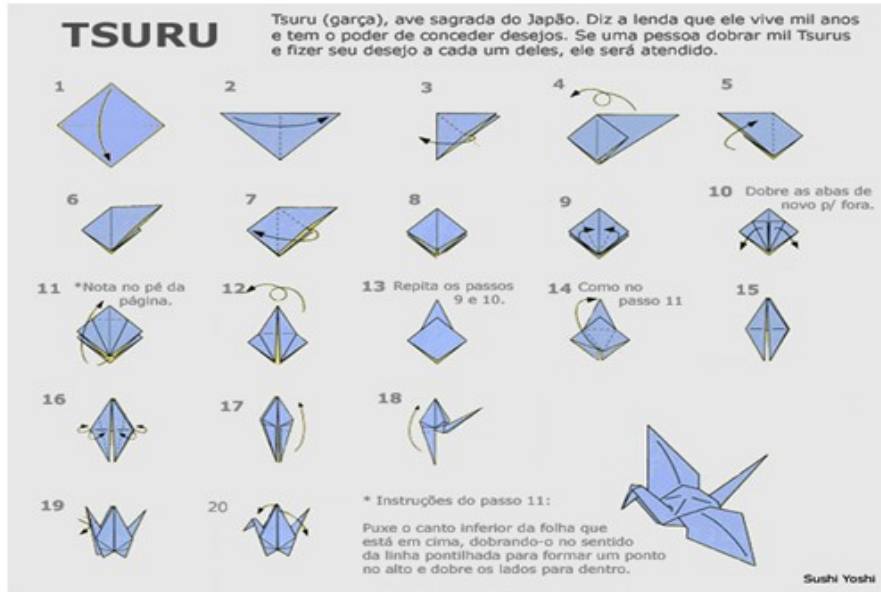 TSURU
Tsuru (garça), ave sagrada do Japão. Diz a lenda que ele vive mil anos
e tem o poder de conceder desejos. Se uma pessoa dobrar mil Tsurus
e fizer seu desejo a cada um deles, ele será atendido.
1
2
3
4
5
6
7
8
9
10 Dobre as abas de
novo p/ fora.
11 *Nota no pé da
página.
12
13 Repita os passos
9 e 10.
14 Como no
passo 11
15
16
17
18
19
20
* Instruções do passo 11:
Puxe o canto inferior da folha que
está em cima, dobrando-o no sentido
da linha pontilhada para formar um ponto
no alto e dobre os lados para dentro.
Sushi Yoshi